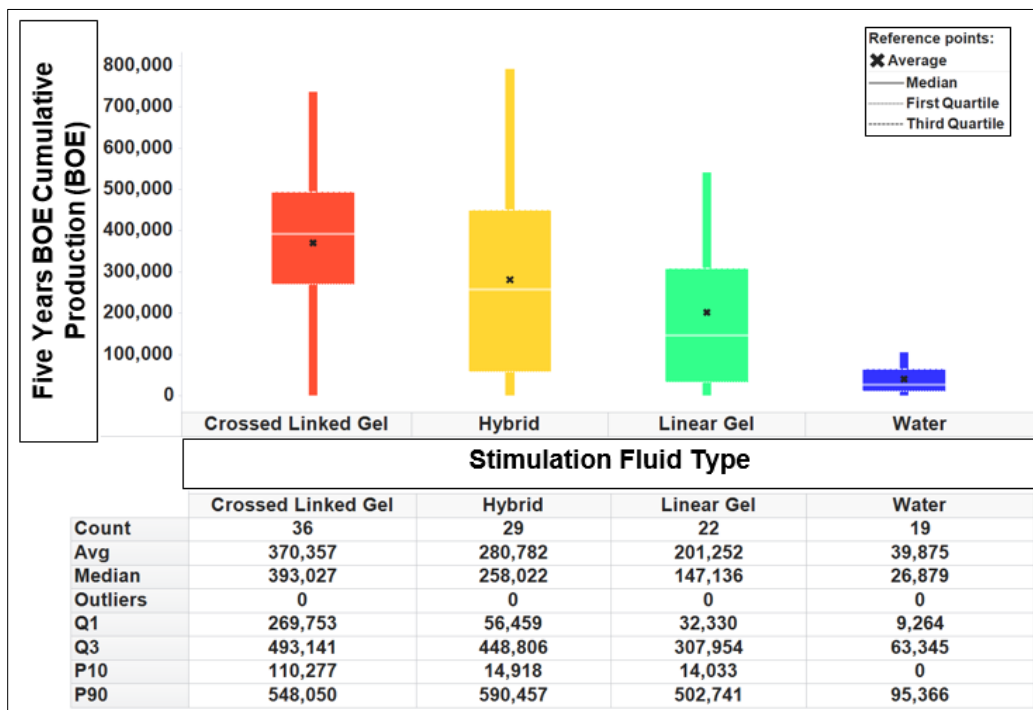 Five Years BOE Cumulative
Production (BOE)
800,000
700,000
600,000
500,000
400,000
300,000
200,000
100,000
0
Reference points:
Average
Median
First Quartile
Third Quartile
Crossed Linked Gel Hybrid Linear Gel Water
Stimulation Fluid Type
Crossed Linked Gel Hybrid Linear Gel Water
Count 36 29 22 19
Avg 370,357 280,782 201,252 39,875
Median 393,027 258,022 147,136 26,879
Outliers 0 0 0 0
Q1 269,753 56,459 32,330 9,264
Q3 493,141 448,806 307,954 63,345
P10 110,277 14,918 14,033 0
P90 548,050 590,457 502,741 95,366